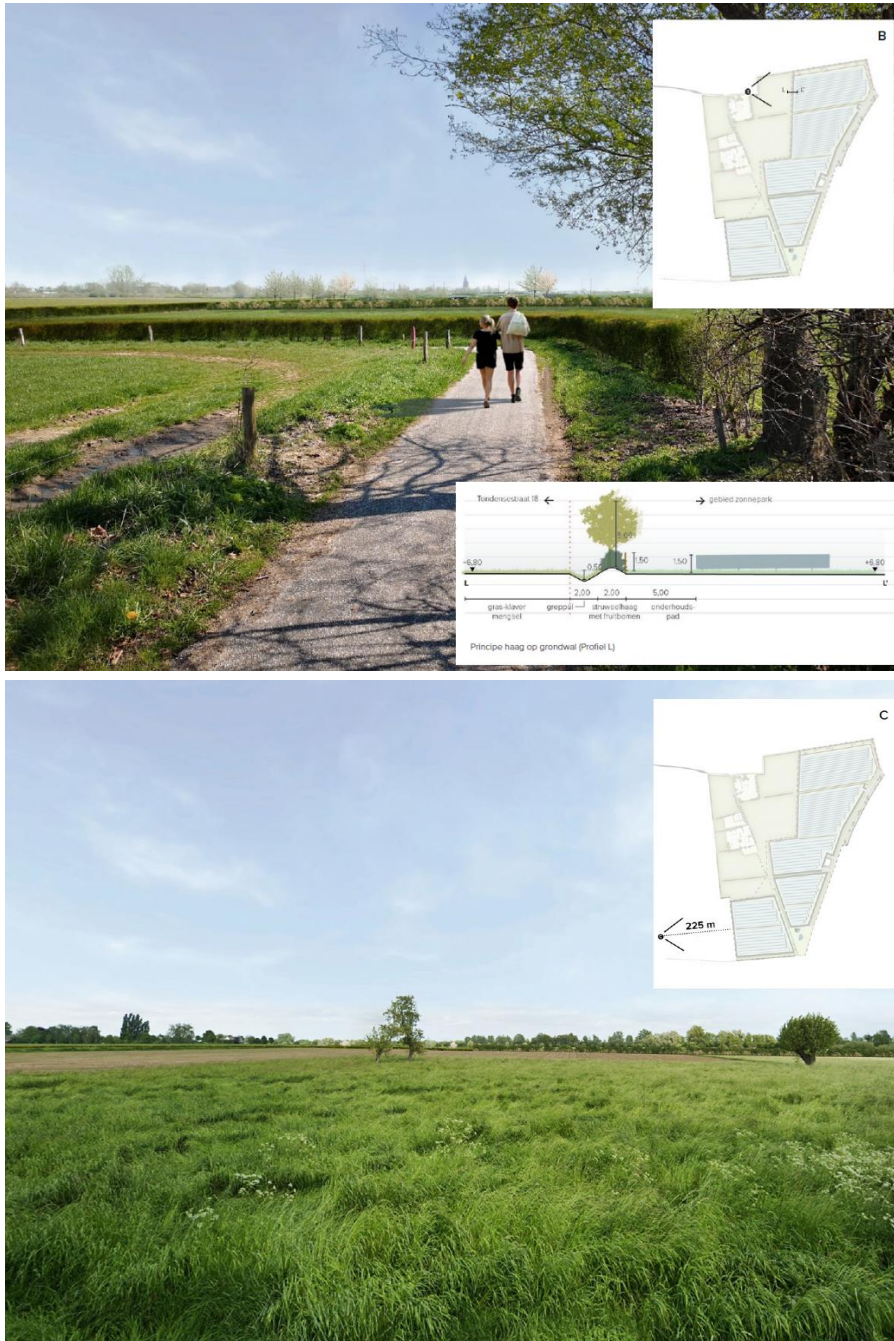 B
L
L'
Tondensestraat 18
gebied zonnepark
1,50
1,50
+6.80
0,50
+6.80
L
L'
2,00
2,00
5,00
gras-klaver
mengsel
greppel
struweelhaag
met fruitbomen
onderhouds-
pad
Principe haag op grondwal (Profiel L)
C
225 m